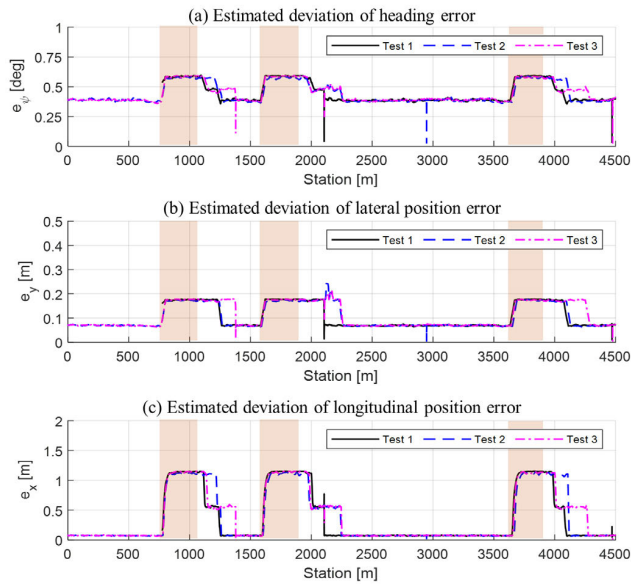 (a) Estimated deviation of heading error
1
0.75
0.5
0.25
0
e_ψ [deg]
Test 1 Test 2 Test 3
0 500 1000 1500 2000 2500 3000 3500 4000 4500
Station [m]
(b) Estimated deviation of lateral position error
0.5
0.4
0.3
0.2
0.1
0
e_y [m]
Test 1 Test 2 Test 3
0 500 1000 1500 2000 2500 3000 3500 4000 4500
Station [m]
(c) Estimated deviation of longitudinal position error
2
1.5
1
0.5
0
e_x [m]
Test 1 Test 2 Test 3
0 500 1000 1500 2000 2500 3000 3500 4000 4500
Station [m]